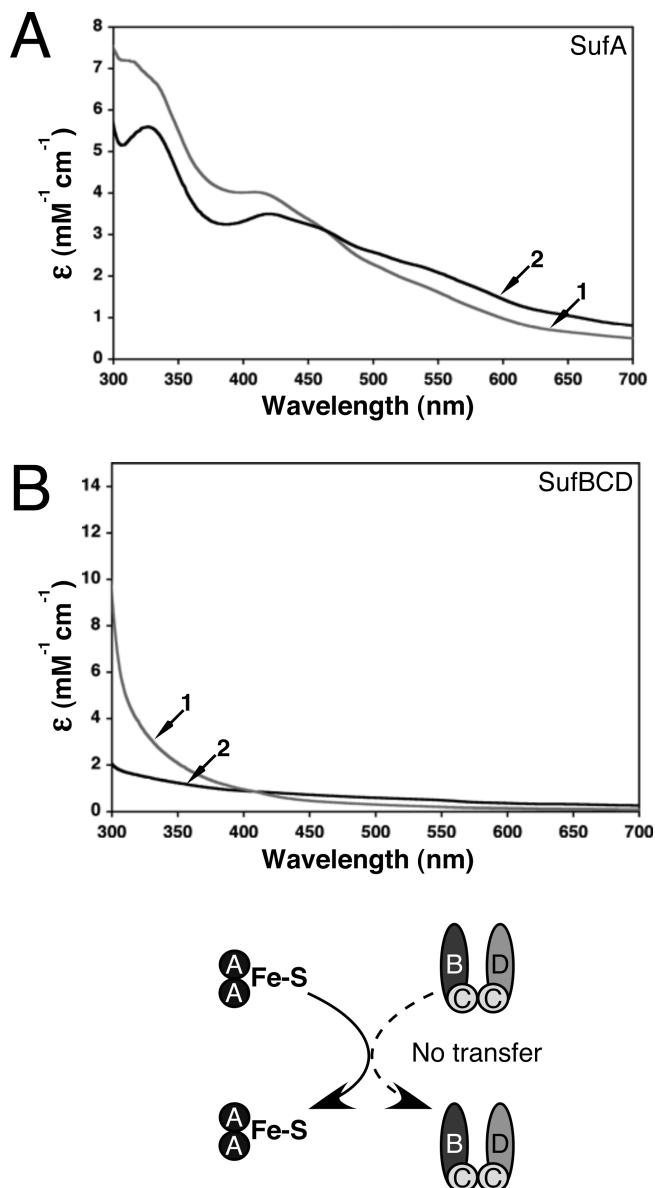 A
SufA
8
7
6
5
4
3
2
1
0
ε (mM⁻¹ cm⁻¹)
2
1
300 350 400 450 500 550 600 650 700
Wavelength (nm)
B
SufBCD
14
12
10
8
6
4
2
0
ε (mM⁻¹ cm⁻¹)
1
2
300 350 400 450 500 550 600 650 700
Wavelength (nm)
A
A
Fe-S
B D
C C
No transfer
A
A
Fe-S
B D
C C